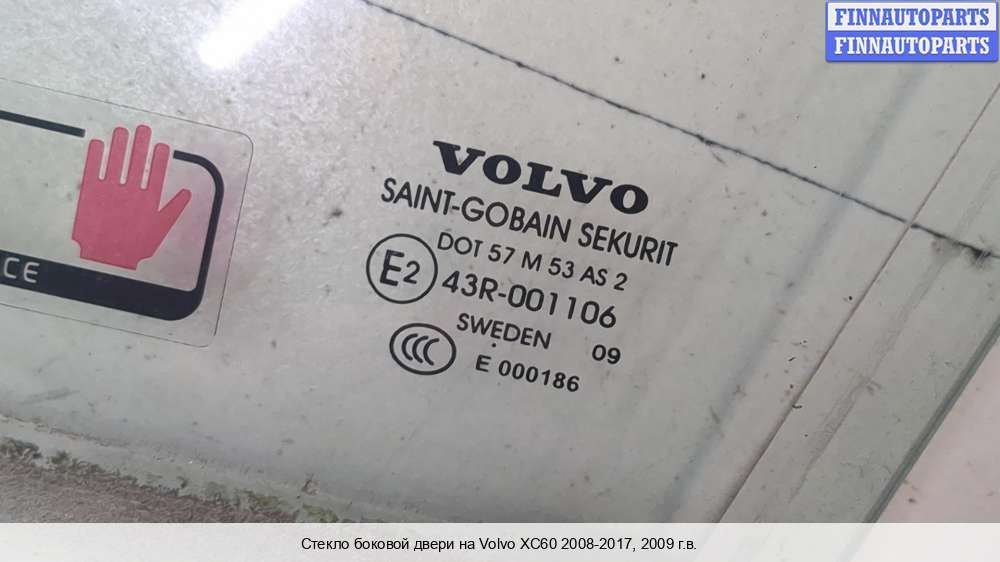 FINNAUTOPARTS
FINNAUTOPARTS
VOLVO
SAINT-GOBAIN SEKURIT
DOT 57 M 53 AS 2
E2 43R-001106
SWEDEN 09
CCC E 000186
CE
Стекло боковой двери на Volvo XC60 2008-2017, 2009 г.в.